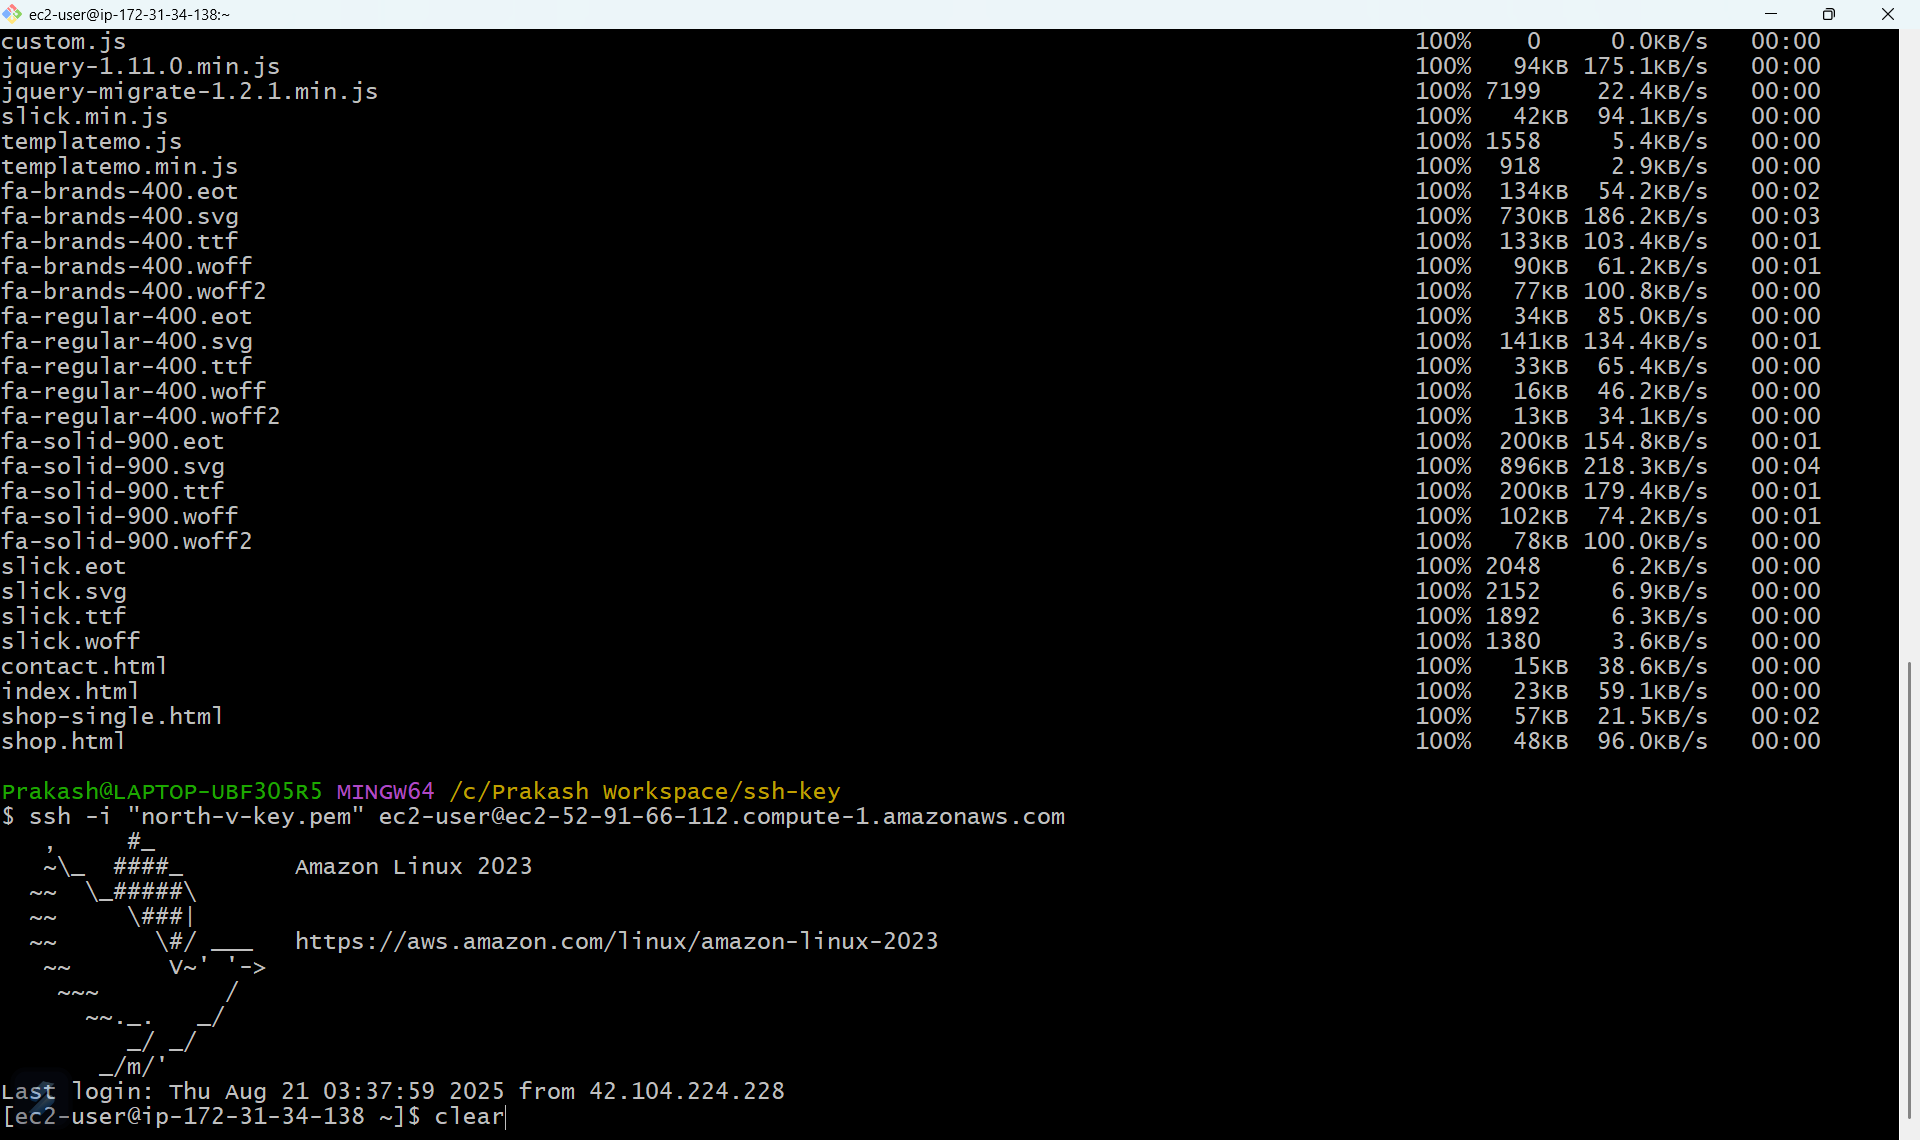 ec2-user@ip-172-31-34-138:~
custom.js 100% 0 0.0KB/s 00:00
jquery-1.11.0.min.js 100% 94KB 175.1KB/s 00:00
jquery-migrate-1.2.1.min.js 100% 7199 22.4KB/s 00:00
slick.min.js 100% 42KB 94.1KB/s 00:00
templatemo.js 100% 1558 5.4KB/s 00:00
templatemo.min.js 100% 918 2.9KB/s 00:00
fa-brands-400.eot 100% 134KB 54.2KB/s 00:02
fa-brands-400.svg 100% 730KB 186.2KB/s 00:03
fa-brands-400.ttf 100% 133KB 103.4KB/s 00:01
fa-brands-400.woff 100% 90KB 61.2KB/s 00:01
fa-brands-400.woff2 100% 77KB 100.8KB/s 00:00
fa-regular-400.eot 100% 34KB 85.0KB/s 00:00
fa-regular-400.svg 100% 141KB 134.4KB/s 00:01
fa-regular-400.ttf 100% 33KB 65.4KB/s 00:00
fa-regular-400.woff 100% 16KB 46.2KB/s 00:00
fa-regular-400.woff2 100% 13KB 34.1KB/s 00:00
fa-solid-900.eot 100% 200KB 154.8KB/s 00:01
fa-solid-900.svg 100% 896KB 218.3KB/s 00:04
fa-solid-900.ttf 100% 200KB 179.4KB/s 00:01
fa-solid-900.woff 100% 102KB 74.2KB/s 00:01
fa-solid-900.woff2 100% 78KB 100.0KB/s 00:00
slick.eot 100% 2048 6.2KB/s 00:00
slick.svg 100% 2152 6.9KB/s 00:00
slick.ttf 100% 1892 6.3KB/s 00:00
slick.woff 100% 1380 3.6KB/s 00:00
contact.html 100% 15KB 38.6KB/s 00:00
index.html 100% 23KB 59.1KB/s 00:00
shop-single.html 100% 57KB 21.5KB/s 00:02
shop.html 100% 48KB 96.0KB/s 00:00
Prakash@LAPTOP-UBF305R5 MINGW64 /c/Prakash Workspace/ssh-key
$ ssh -i "north-v-key.pem" ec2-user@ec2-52-91-66-112.compute-1.amazonaws.com
   ,     #_
   ~\_  ####_        Amazon Linux 2023
  ~~  \_#####\
  ~~     \###|
  ~~       \#/ ___   https://aws.amazon.com/linux/amazon-linux-2023
   ~~       V~' '->
    ~~~         /
      ~~._.   _/
         _/ _/
       _/m/'
Last login: Thu Aug 21 03:37:59 2025 from 42.104.224.228
[ec2-user@ip-172-31-34-138 ~]$ clear